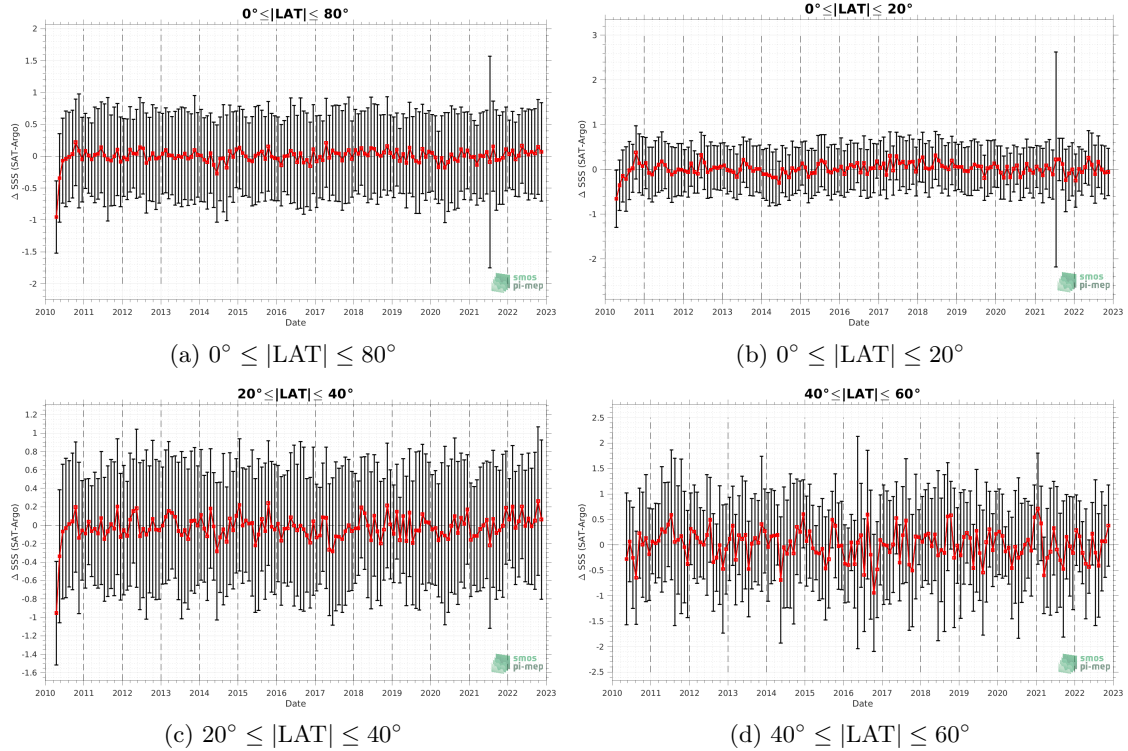 0°≤|LAT|≤ 80°
2
1.5
1
0.5
0
-0.5
-1
-1.5
-2
Δ SSS (SAT-Argo)
2010 2011 2012 2013 2014 2015 2016 2017 2018 2019 2020 2021 2022 2023
Date
smos
pi-mep
(a) 0° ≤ |LAT| ≤ 80°
0°≤|LAT|≤ 20°
3
2
1
0
-1
-2
Δ SSS (SAT-Argo)
2010 2011 2012 2013 2014 2015 2016 2017 2018 2019 2020 2021 2022 2023
Date
smos
pi-mep
(b) 0° ≤ |LAT| ≤ 20°
20°≤|LAT|≤ 40°
1.2
1
0.8
0.6
0.4
0.2
0
-0.2
-0.4
-0.6
-0.8
-1
-1.2
-1.4
-1.6
Δ SSS (SAT-Argo)
2010 2011 2012 2013 2014 2015 2016 2017 2018 2019 2020 2021 2022 2023
Date
smos
pi-mep
(c) 20° ≤ |LAT| ≤ 40°
40°≤|LAT|≤ 60°
2.5
2
1.5
1
0.5
0
-0.5
-1
-1.5
-2
-2.5
Δ SSS (SAT-Argo)
2010 2011 2012 2013 2014 2015 2016 2017 2018 2019 2020 2021 2022 2023
Date
smos
pi-mep
(d) 40° ≤ |LAT| ≤ 60°